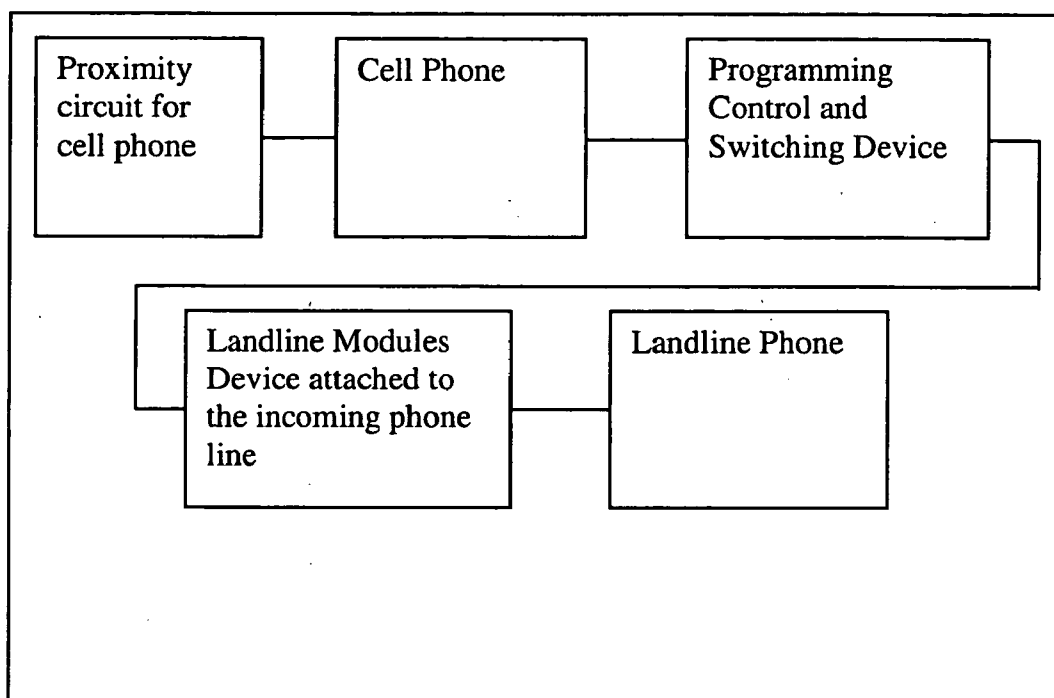 Proximity
circuit for
cell phone
Cell Phone
Programming
Control and
Switching Device
Landline Modules
Device attached to
the incoming phone
line
Landline Phone